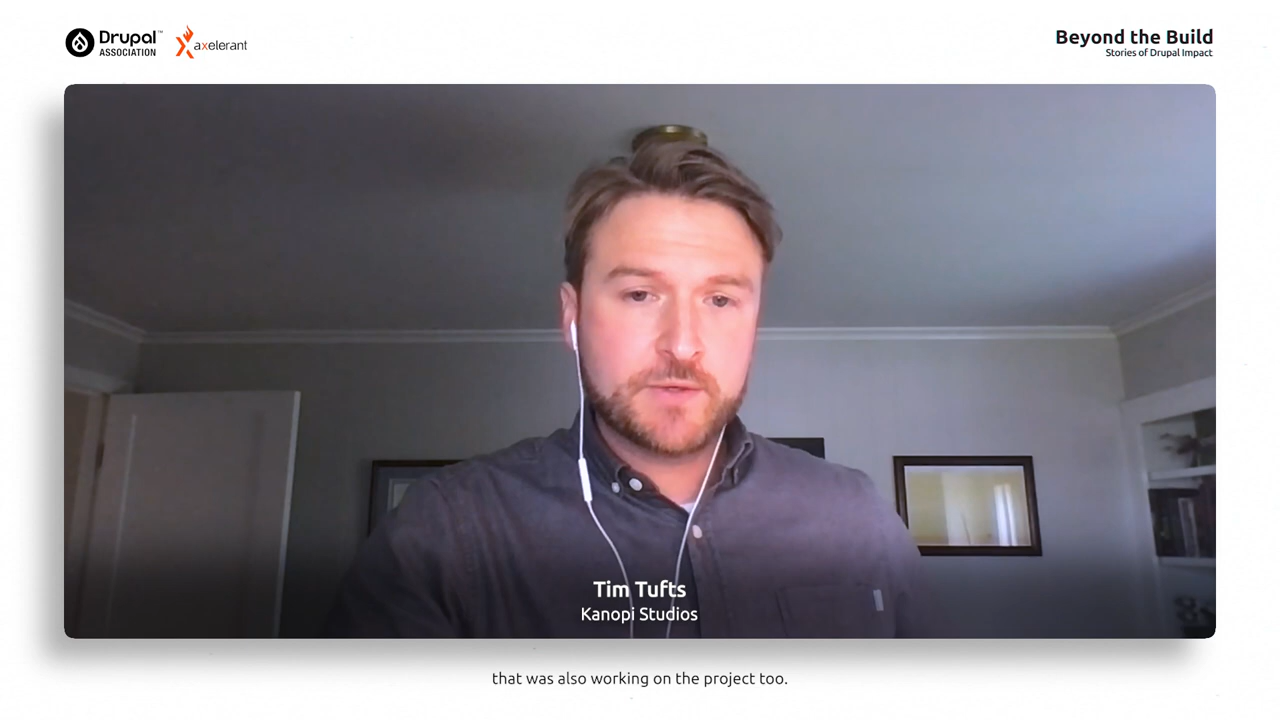 Drupal™
ASSOCIATION
axelerant
Beyond the Build
Stories of Drupal Impact
Tim Tufts
Kanopi Studios
that was also working on the project too.